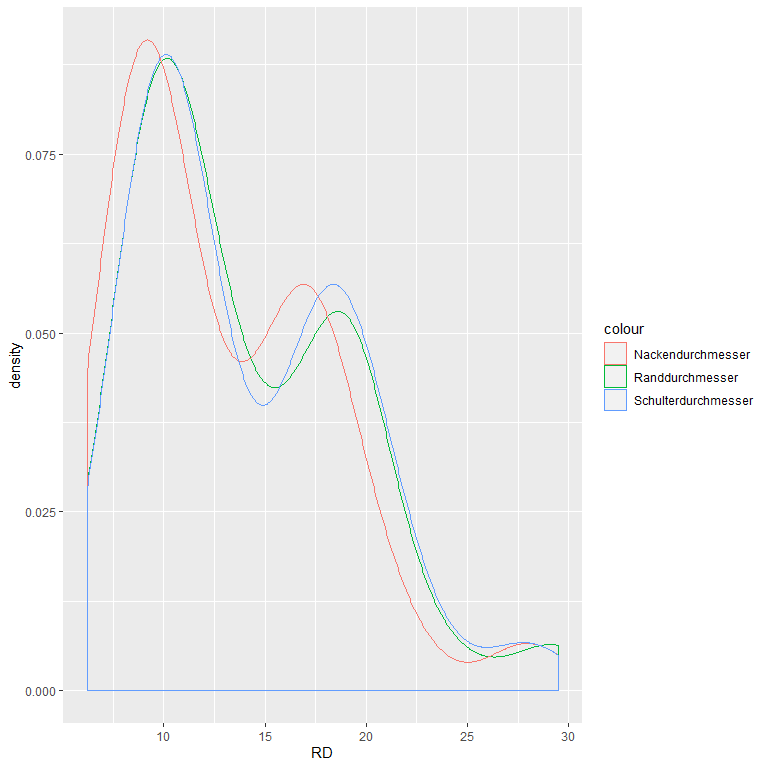 0.075
0.050
0.025
0.000
density
10 15 20 25 30
RD
colour
Nackendurchmesser
Randdurchmesser
Schulterdurchmesser